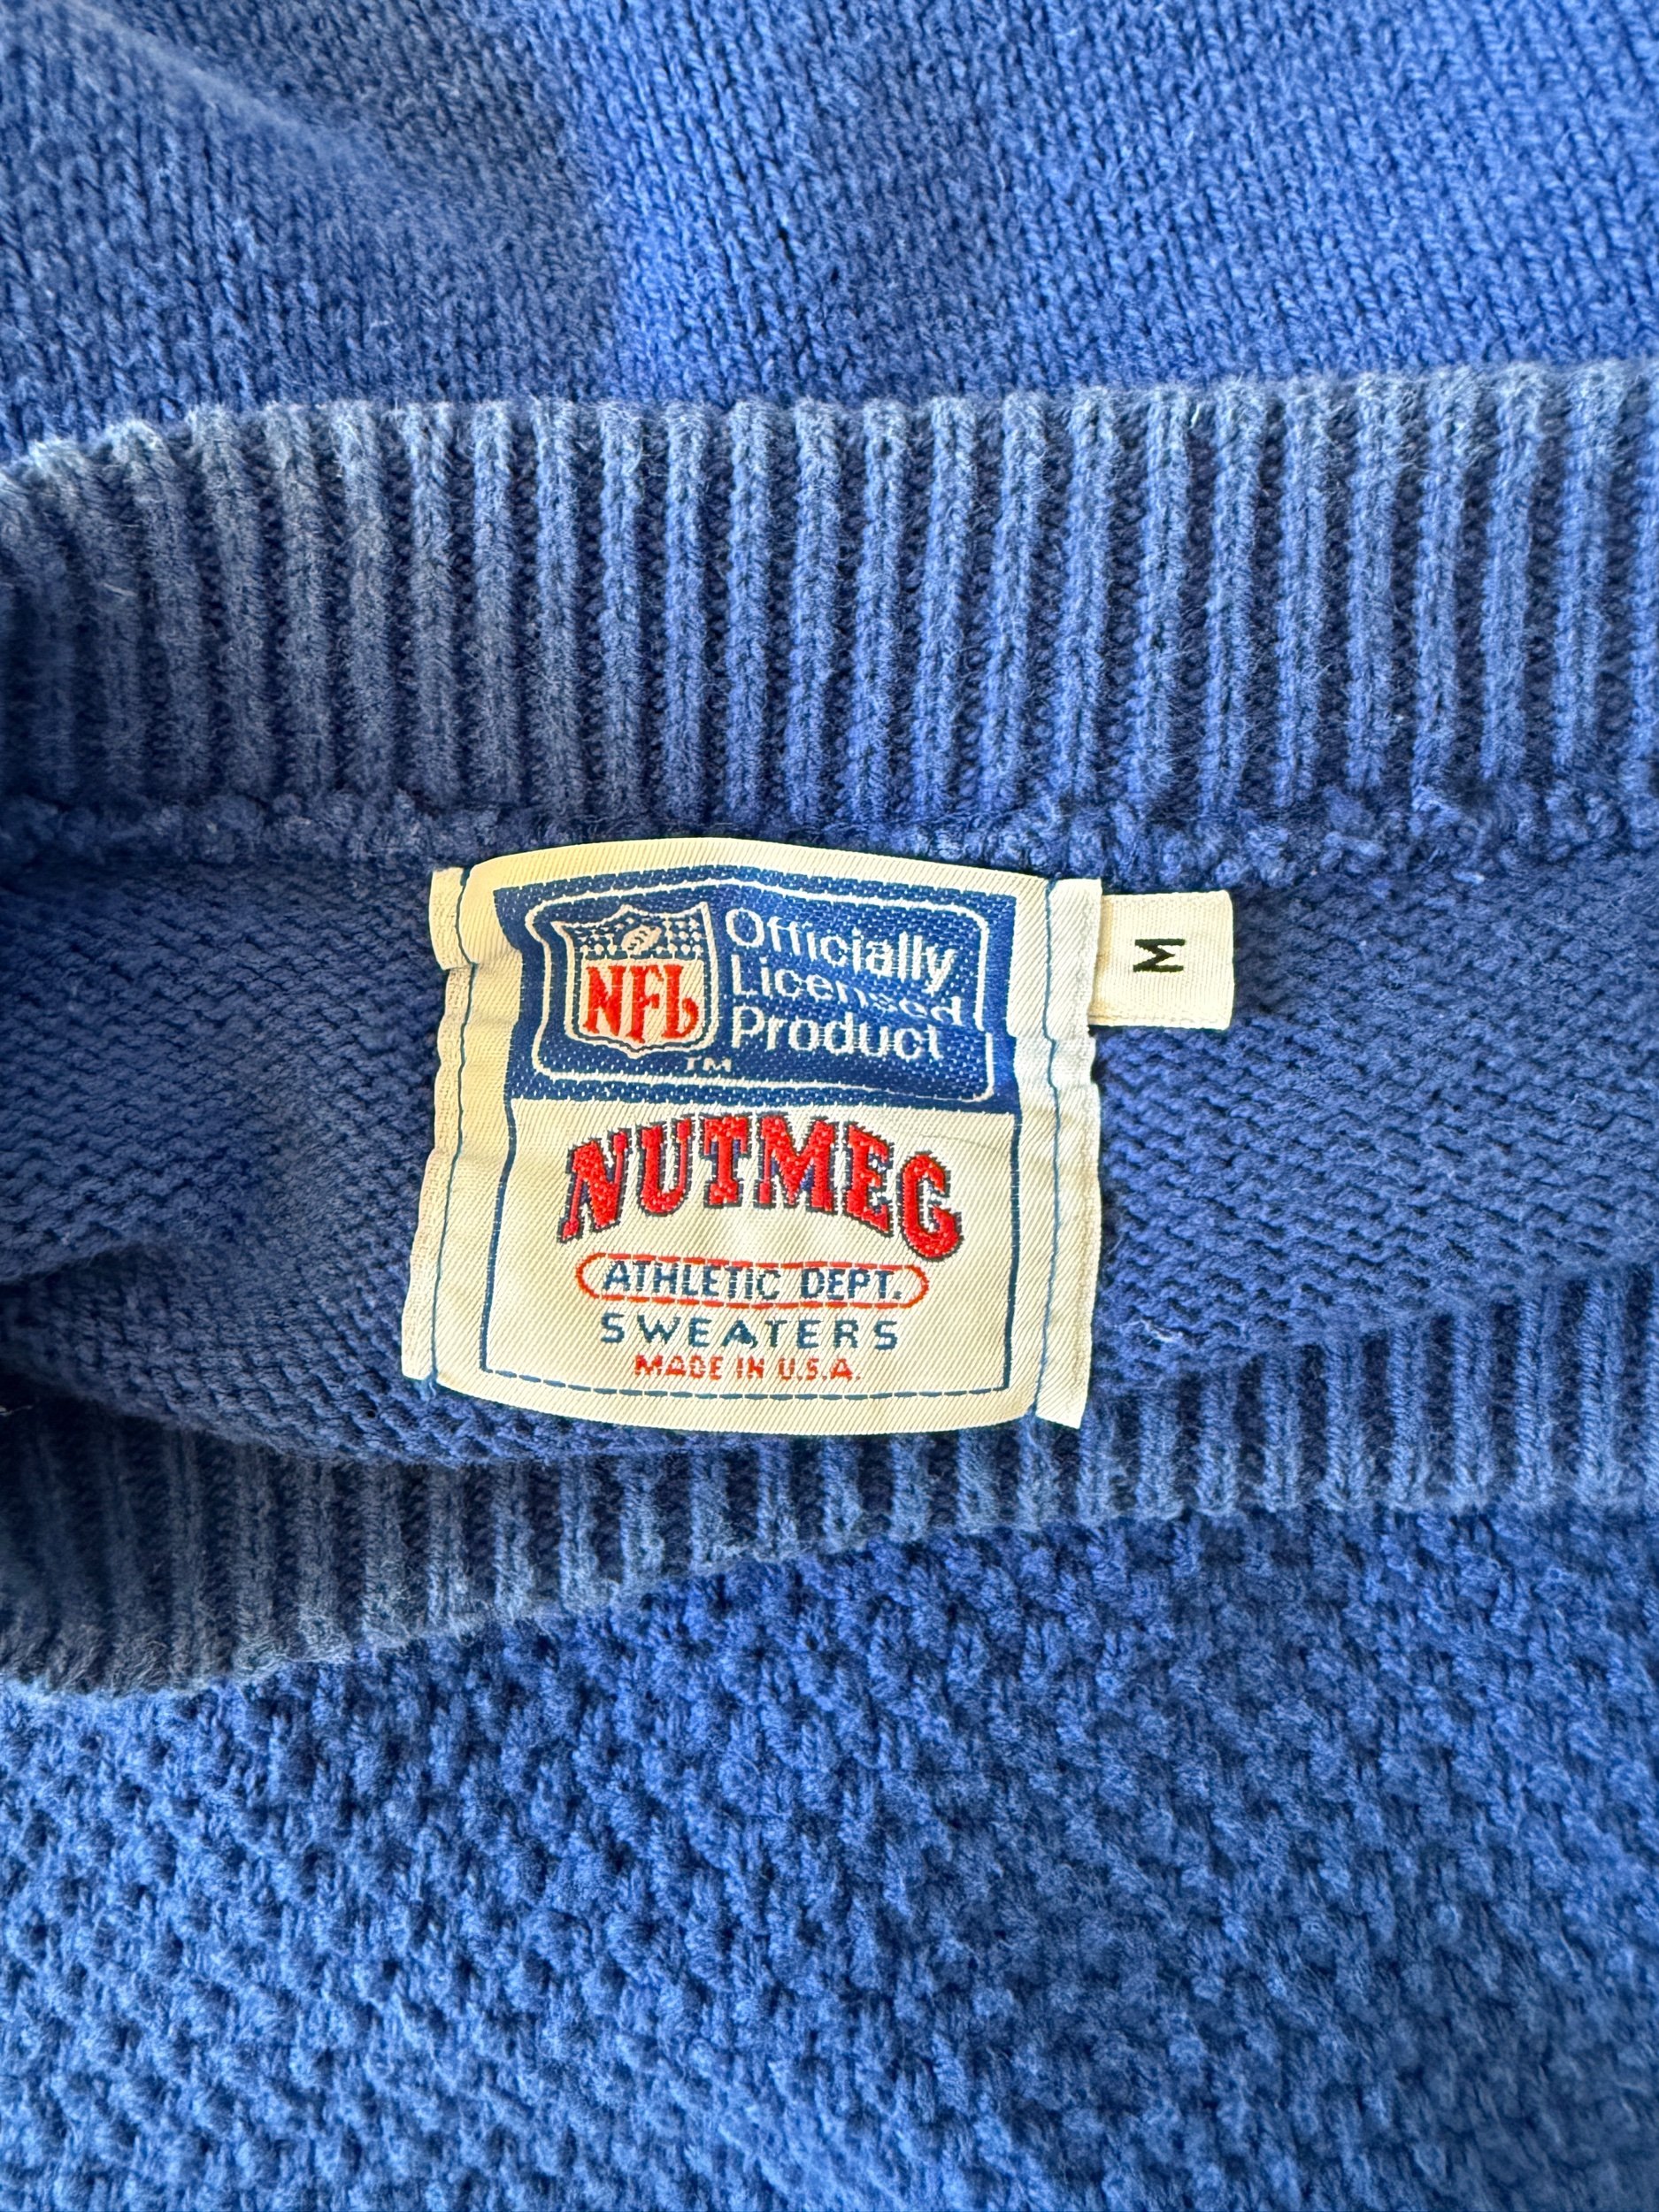 NFL
Officially
Licensed
Product
TM
M
NUTMEG
ATHLETIC DEPT.
SWEATERS
MADE IN U.S.A.